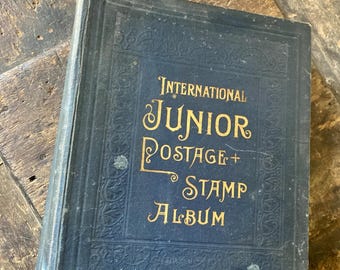 INTERNATIONAL
JUNIOR
POSTAGE +
STAMP
ALBUM